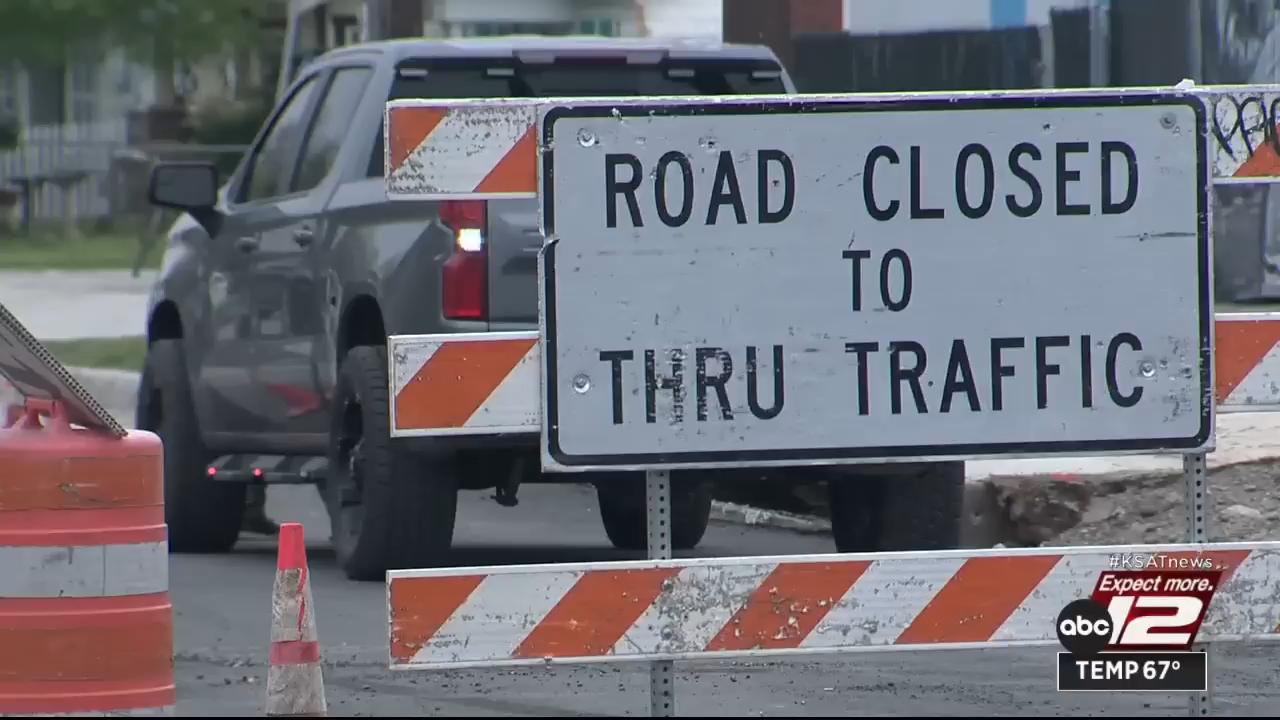 ROAD CLOSED
TO
THRU TRAFFIC
#KSATnews
Expect more.
abc 12
TEMP 67°